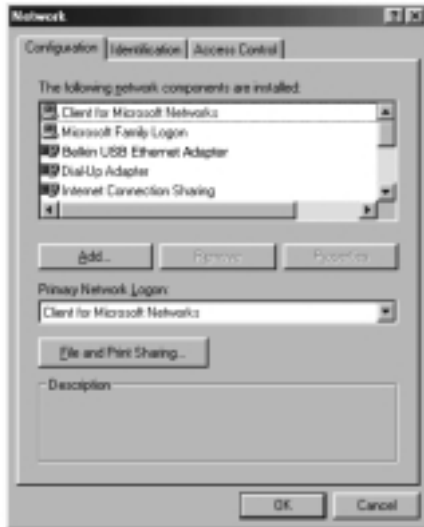 Network
Configuration Identification Access Control
The following network components are installed:
Client for Microsoft Networks
Microsoft Family Logon
Belkin USB Ethernet Adapter
Dial-Up Adapter
Internet Connection Sharing
Add... Remove Properties
Primary Network Logon:
Client for Microsoft Networks
File and Print Sharing...
Description
OK Cancel